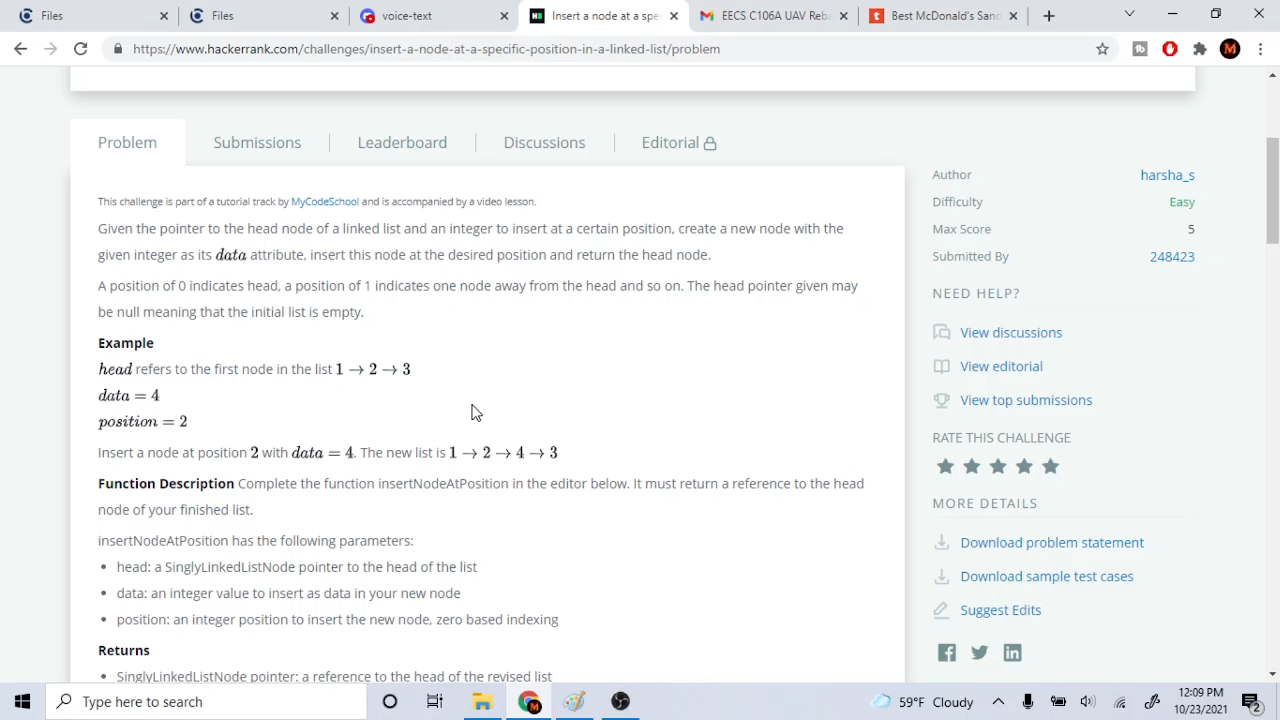 Files
Files
voice-text
Insert a node at a spe
EECS C106A UAV Reba
Best McDonald's Sand
https://www.hackerrank.com/challenges/insert-a-node-at-a-specific-position-in-a-linked-list/problem
Problem
Submissions
Leaderboard
Discussions
Editorial
This challenge is part of a tutorial track by MyCodeSchool and is accompanied by a video lesson.
Given the pointer to the head node of a linked list and an integer to insert at a certain position, create a new node with the
given integer as its data attribute, insert this node at the desired position and return the head node.
A position of 0 indicates head, a position of 1 indicates one node away from the head and so on. The head pointer given may
be null meaning that the initial list is empty.
Example
head refers to the first node in the list 1 → 2 → 3
data = 4
position = 2
Insert a node at position 2 with data = 4. The new list is 1 → 2 → 4 → 3
Function Description Complete the function insertNodeAtPosition in the editor below. It must return a reference to the head
node of your finished list.
insertNodeAtPosition has the following parameters:
• head: a SinglyLinkedListNode pointer to the head of the list
• data: an integer value to insert as data in your new node
• position: an integer position to insert the new node, zero based indexing
Returns
• SinglyLinkedListNode pointer: a reference to the head of the revised list
Author harsha_s
Difficulty Easy
Max Score 5
Submitted By 248423
NEED HELP?
View discussions
View editorial
View top submissions
RATE THIS CHALLENGE
MORE DETAILS
Download problem statement
Download sample test cases
Suggest Edits
Type here to search
59°F Cloudy
12:09 PM
10/23/2021
2